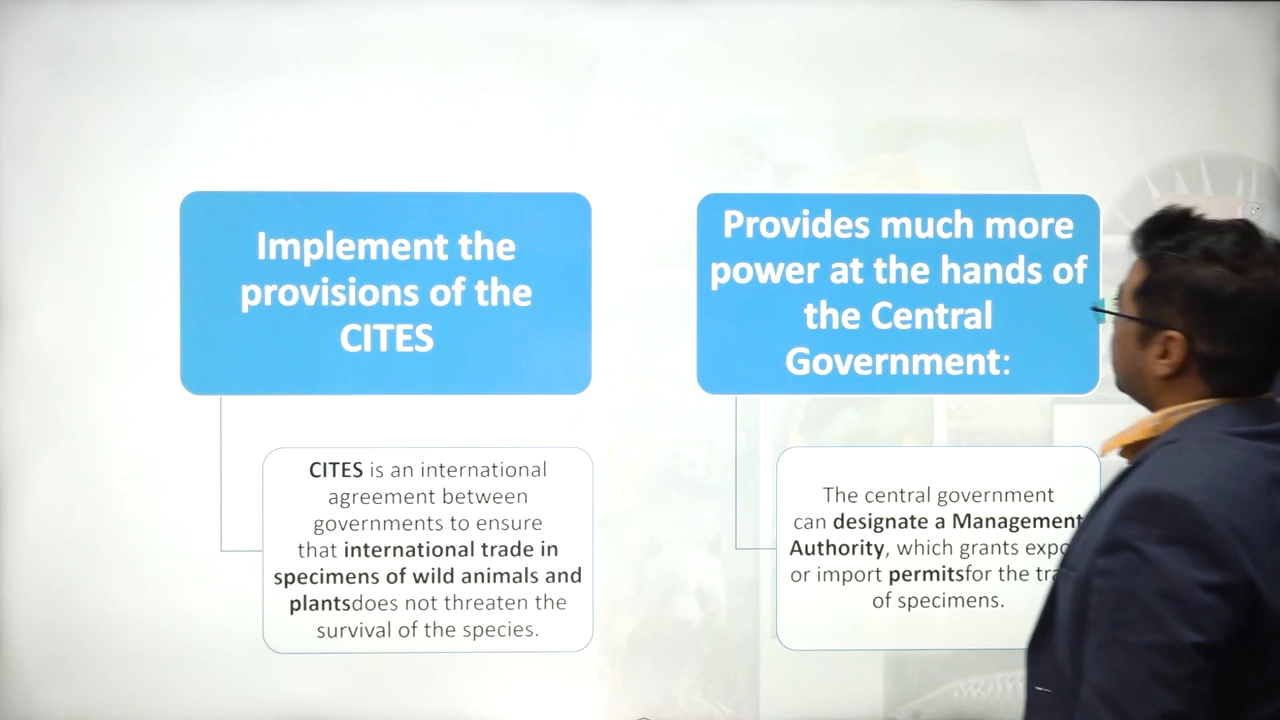 Implement the
provisions of the
CITES
CITES is an international
agreement between
governments to ensure
that international trade in
specimens of wild animals and
plantsdoes not threaten the
survival of the species.
Provides much more
power at the hands of
the Central
Government:
The central government
can designate a Management
Authority, which grants
or import permitsfor the
of specimens.